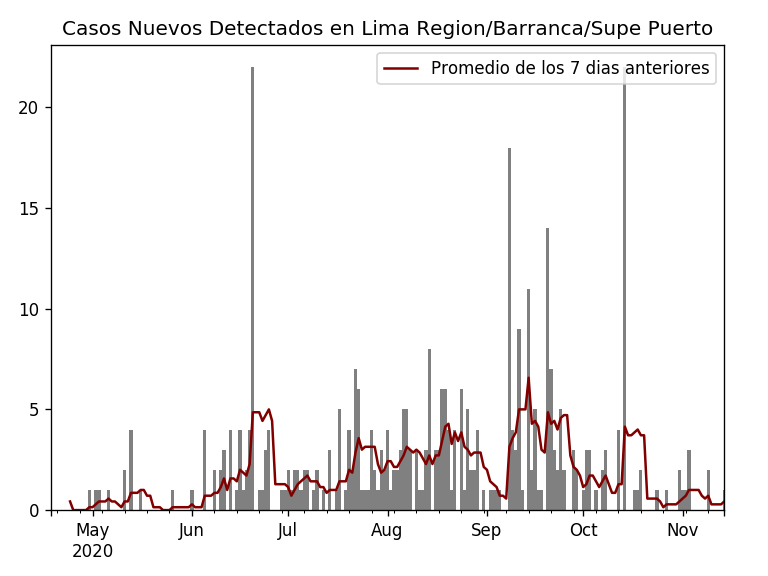 Casos Nuevos Detectados en Lima Region/Barranca/Supe Puerto
Promedio de los 7 dias anteriores
20
15
10
5
0
May Jun Jul Aug Sep Oct Nov
2020